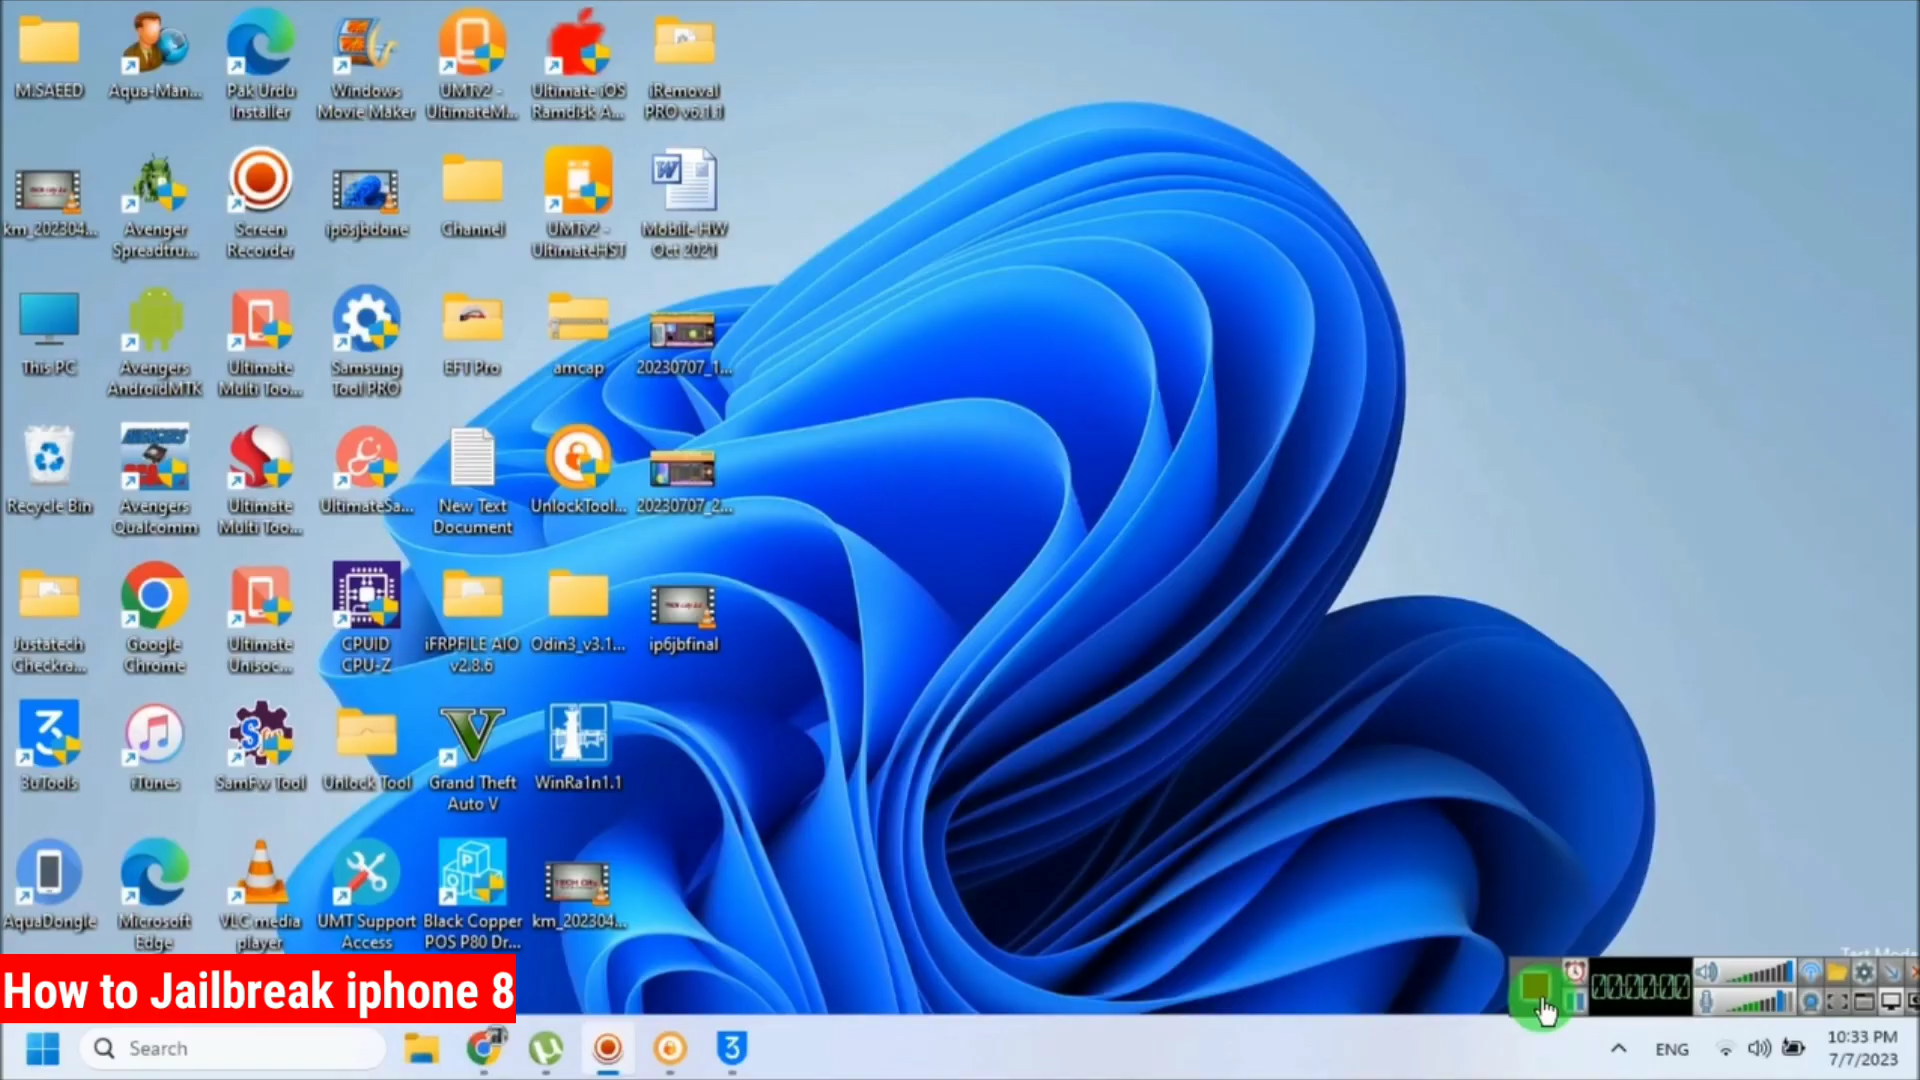 M.SAEED
Aqua-Man...
Pak Urdu
Installer
Windows
Movie Maker
UMTv2 -
UltimateM...
Ultimate iOS
Ramdisk A...
iRemoval
PRO v6.1.1
km_202304...
Avenger
Spreadtru...
Screen
Recorder
ip6sjbdone
Channel
UMTv2 -
UltimateHST
Mobile HW
Oct 2021
This PC
Avengers
AndroidMTK
Ultimate
Multi Too...
Samsung
Tool PRO
EFT Pro
amcap
20230707_1...
Recycle Bin
AVENGERS
Avengers
Qualcomm
Ultimate
Multi Too...
UltimateSa...
New Text
Document
UnlockTool...
20230707_2...
Justatech
Checkra...
Google
Chrome
Ultimate
Unisoc...
CPUID
CPU-Z
iFRPFILE AIO
v2.8.6
Odin3_v3.1...
ip6jbfinal
3uTools
iTunes
SamFw Tool
Unlock Tool
Grand Theft
Auto V
WinRa1n1.1
AquaDongle
Microsoft
Edge
VLC media
player
UMT Support
Access
Black Copper
POS P80 Dr...
km_202304...
How to Jailbreak iphone 8
000000
Search
ENG
10:33 PM
7/7/2023